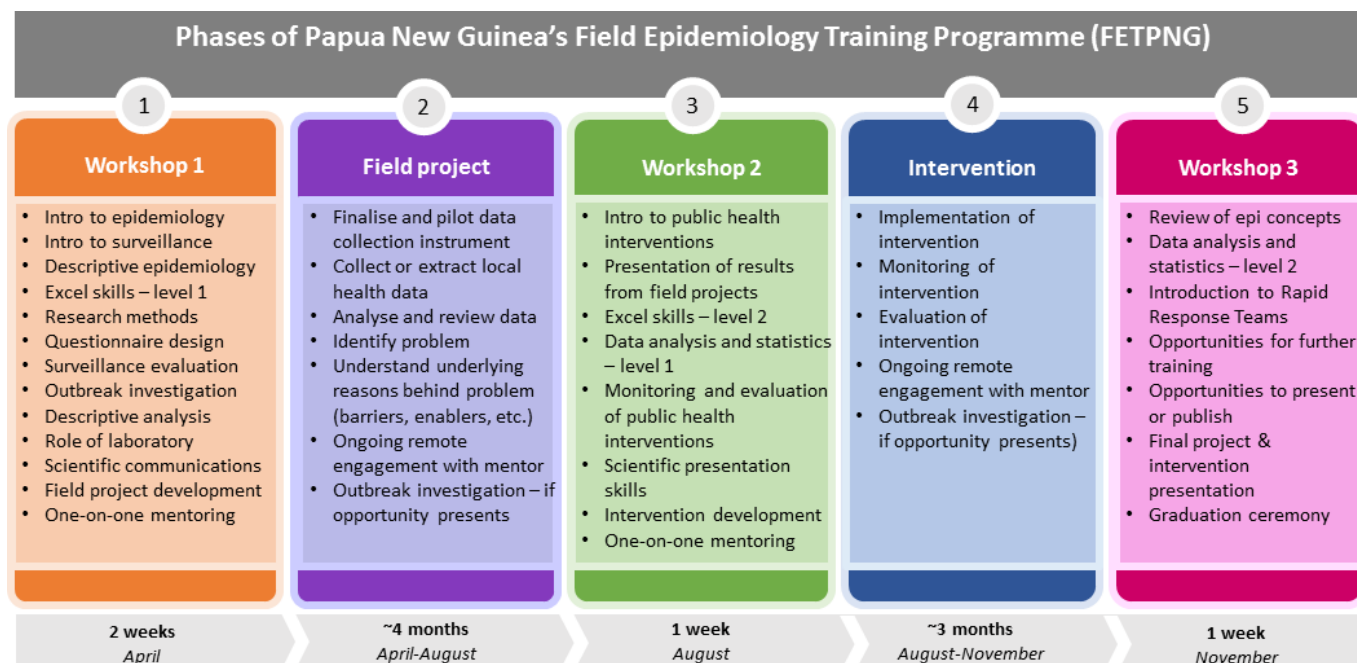 Phases of Papua New Guinea's Field Epidemiology Training Programme (FETPNG)
1
Workshop 1
• Intro to epidemiology
• Intro to surveillance
• Descriptive epidemiology
• Excel skills – level 1
• Research methods
• Questionnaire design
• Surveillance evaluation
• Outbreak investigation
• Descriptive analysis
• Role of laboratory
• Scientific communications
• Field project development
• One-on-one mentoring
2 weeks
April
2
Field project
• Finalise and pilot data
collection instrument
• Collect or extract local
health data
• Analyse and review data
• Identify problem
• Understand underlying
reasons behind problem
(barriers, enablers, etc.)
• Ongoing remote
engagement with mentor
• Outbreak investigation – if
opportunity presents
~4 months
April-August
3
Workshop 2
• Intro to public health
interventions
• Presentation of results
from field projects
• Excel skills – level 2
• Data analysis and statistics
– level 1
• Monitoring and evaluation
of public health
interventions
• Scientific presentation
skills
• Intervention development
• One-on-one mentoring
1 week
August
4
Intervention
• Implementation of
intervention
• Monitoring of
intervention
• Evaluation of
intervention
• Ongoing remote
engagement with mentor
• Outbreak investigation –
if opportunity presents)
~3 months
August-November
5
Workshop 3
• Review of epi concepts
• Data analysis and
statistics – level 2
• Introduction to Rapid
Response Teams
• Opportunities for further
training
• Opportunities to present
or publish
• Final project &
intervention
presentation
• Graduation ceremony
1 week
November